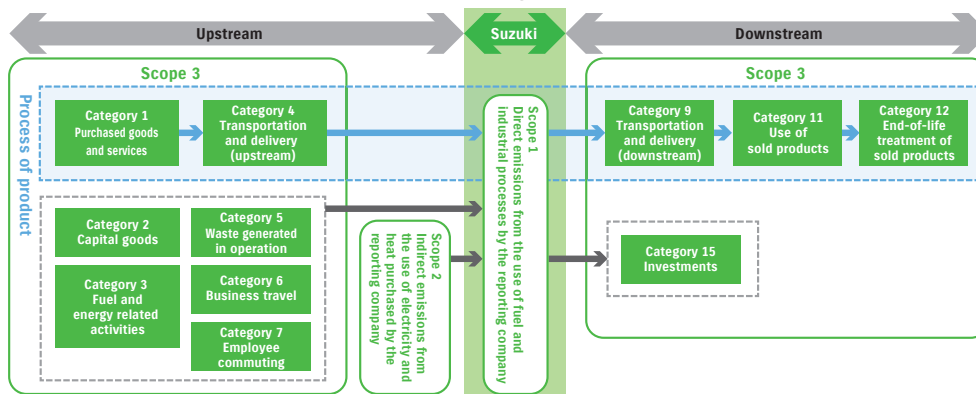 Upstream
Suzuki
Downstream
Scope 3
Scope 3
Process of product
Category 1
Purchased goods
and services
Category 4
Transportation
and delivery
(upstream)
Scope 1
Direct emissions from the use of fuel and
industrial processes by the reporting company
Category 9
Transportation
and delivery
(downstream)
Category 11
Use of
sold products
Category 12
End-of-life
treatment of
sold products
Category 2
Capital goods
Category 5
Waste generated
in operation
Category 3
Fuel and
energy related
activities
Category 6
Business travel
Category 7
Employee
commuting
Scope 2
Indirect emissions from
the use of electricity and
heat purchased by the
reporting company
Category 15
Investments